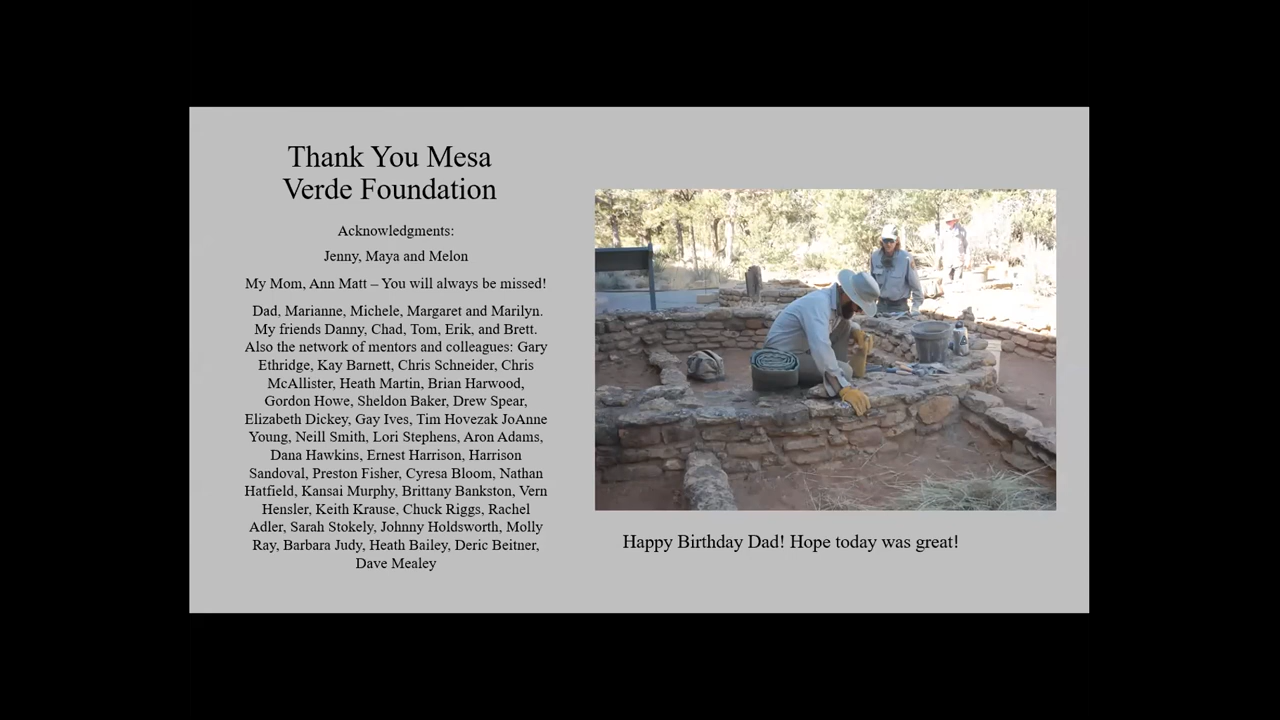 Thank You Mesa
Verde Foundation
Acknowledgments:
Jenny, Maya and Melon
My Mom, Ann Matt – You will always be missed!
Dad, Marianne, Michele, Margaret and Marilyn.
My friends Danny, Chad, Tom, Erik, and Brett.
Also the network of mentors and colleagues: Gary
Ethridge, Kay Barnett, Chris Schneider, Chris
McAllister, Heath Martin, Brian Harwood,
Gordon Howe, Sheldon Baker, Drew Spear,
Elizabeth Dickey, Gay Ives, Tim Hovezak JoAnne
Young, Neill Smith, Lori Stephens, Aron Adams,
Dana Hawkins, Ernest Harrison, Harrison
Sandoval, Preston Fisher, Cyresa Bloom, Nathan
Hatfield, Kansai Murphy, Brittany Bankston, Vern
Hensler, Keith Krause, Chuck Riggs, Rachel
Adler, Sarah Stokely, Johnny Holdsworth, Molly
Ray, Barbara Judy, Heath Bailey, Deric Beitner,
Dave Mealey
Happy Birthday Dad! Hope today was great!